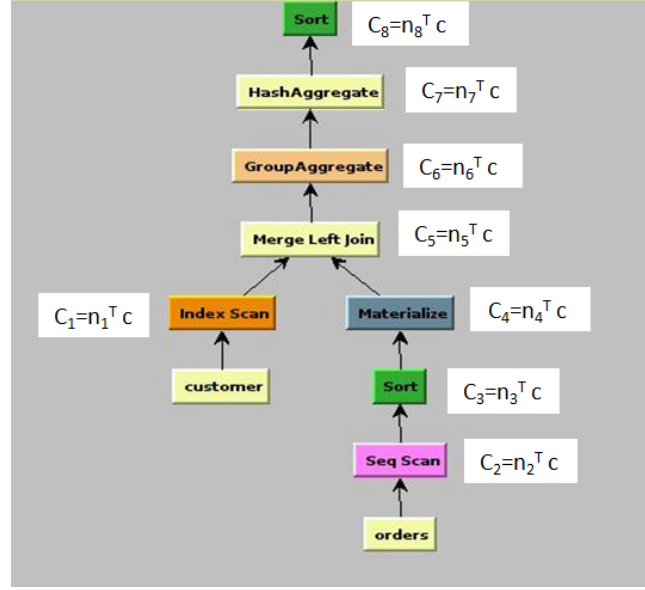 Sort C₈=n₈ᵀ c
HashAggregate C₇=n₇ᵀ c
GroupAggregate C₆=n₆ᵀ c
Merge Left Join C₅=n₅ᵀ c
C₁=n₁ᵀ c Index Scan Materialize C₄=n₄ᵀ c
customer Sort C₃=n₃ᵀ c
Seq Scan C₂=n₂ᵀ c
orders